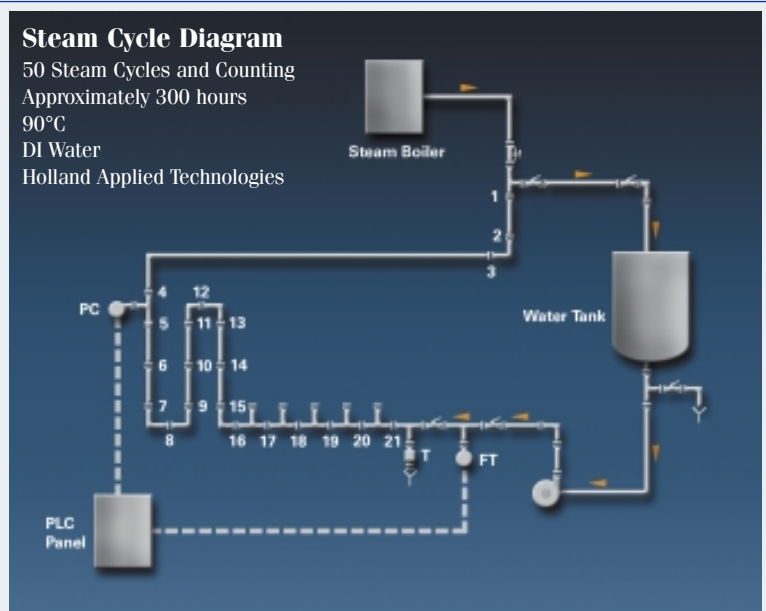 Steam Cycle Diagram
50 Steam Cycles and Counting
Approximately 300 hours
90°C
DI Water
Holland Applied Technologies
Steam Boiler
1
2
3
4
12
PC
5
11
13
Water Tank
6
10
14
7
9
15
8
16
17
18
19
20
21
T
FT
PLC
Panel